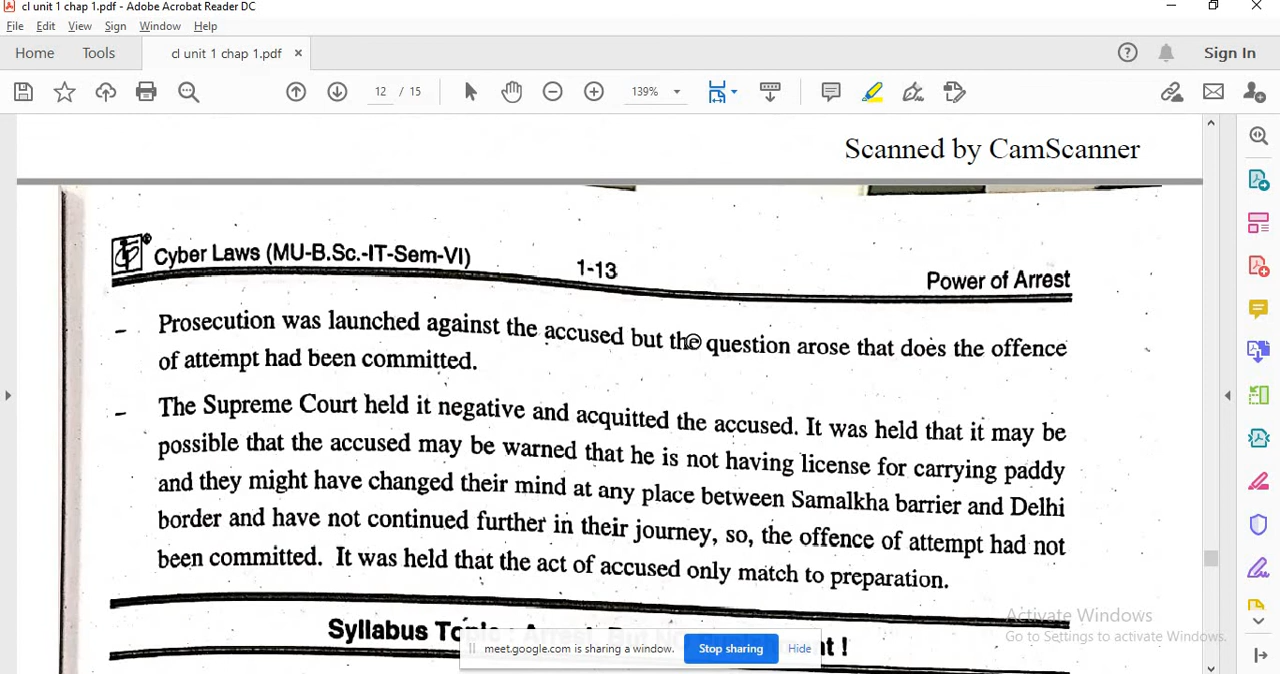 cl unit 1 chap 1.pdf - Adobe Acrobat Reader DC
File Edit View Sign Window Help
Home Tools cl unit 1 chap 1.pdf × Sign In
12 / 15 139%
Scanned by CamScanner
Cyber Laws (MU-B.Sc.-IT-Sem-VI) 1-13 Power of Arrest
– Prosecution was launched against the accused but the question arose that does the offence
of attempt had been committed.
– The Supreme Court held it negative and acquitted the accused. It was held that it may be
possible that the accused may be warned that he is not having license for carrying paddy
and they might have changed their mind at any place between Samalkha barrier and Delhi
border and have not continued further in their journey, so, the offence of attempt had not
been committed. It was held that the act of accused only match to preparation.
Activate Windows
Go to Settings to activate Windows.
Syllabus Topic : Arrest
meet.google.com is sharing a window. Stop sharing Hide